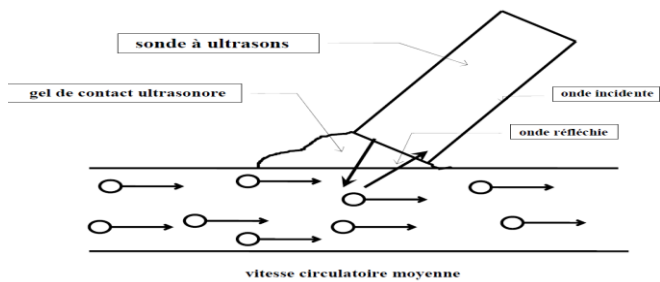 sonde à ultrasons
gel de contact ultrasonore
onde incidente
onde réfléchie
vitesse circulatoire moyenne